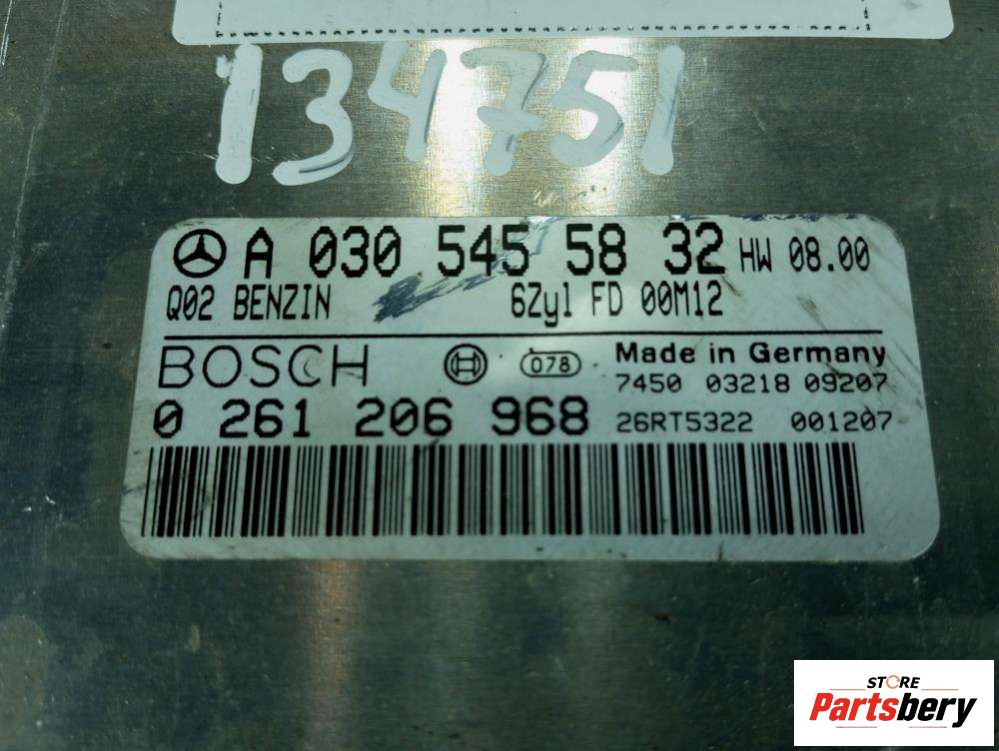 134751
A 030 545 58 32 HW 08.00
Q02 BENZIN 6Zyl FD 00M12
BOSCH 078 Made in Germany
7450 03218 09207
0 261 206 968 26RT5322 001207
STORE
Partsbery